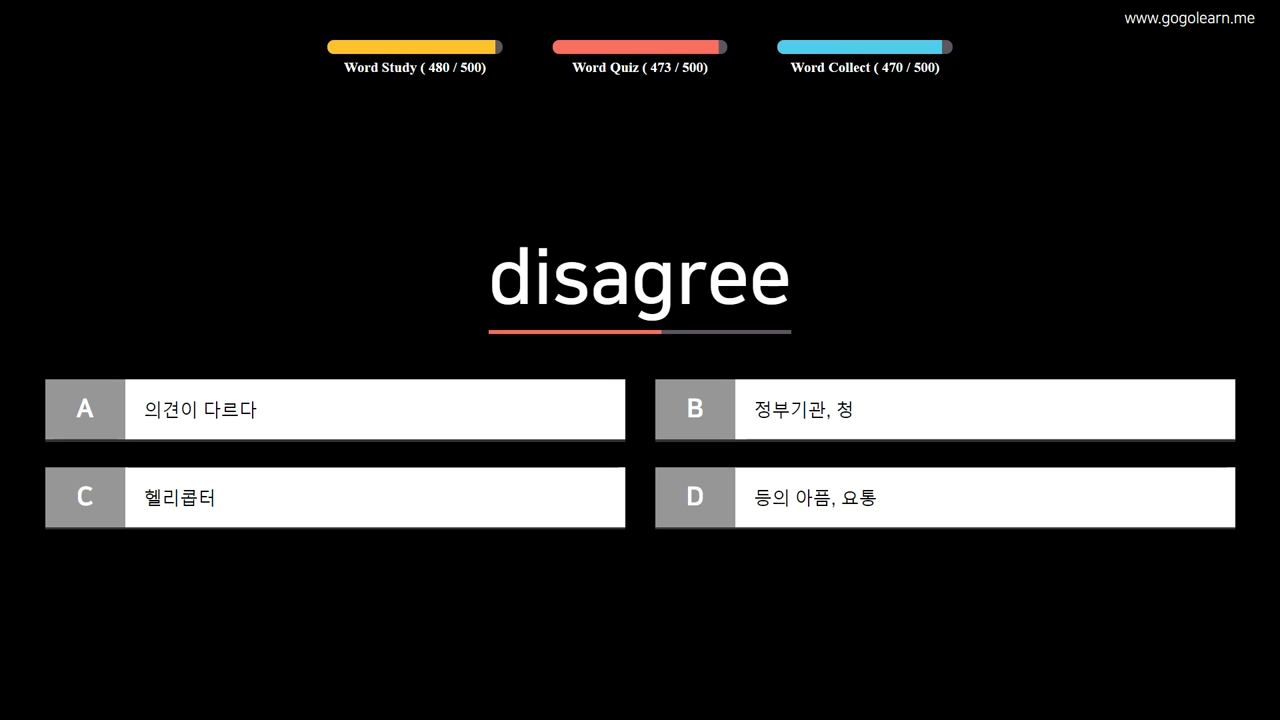 www.gogolearn.me
Word Study ( 480 / 500)
Word Quiz ( 473 / 500)
Word Collect ( 470 / 500)
disagree
A 의견이 다르다
B 정부기관, 청
C 헬리콥터
D 등의 아픔, 요통